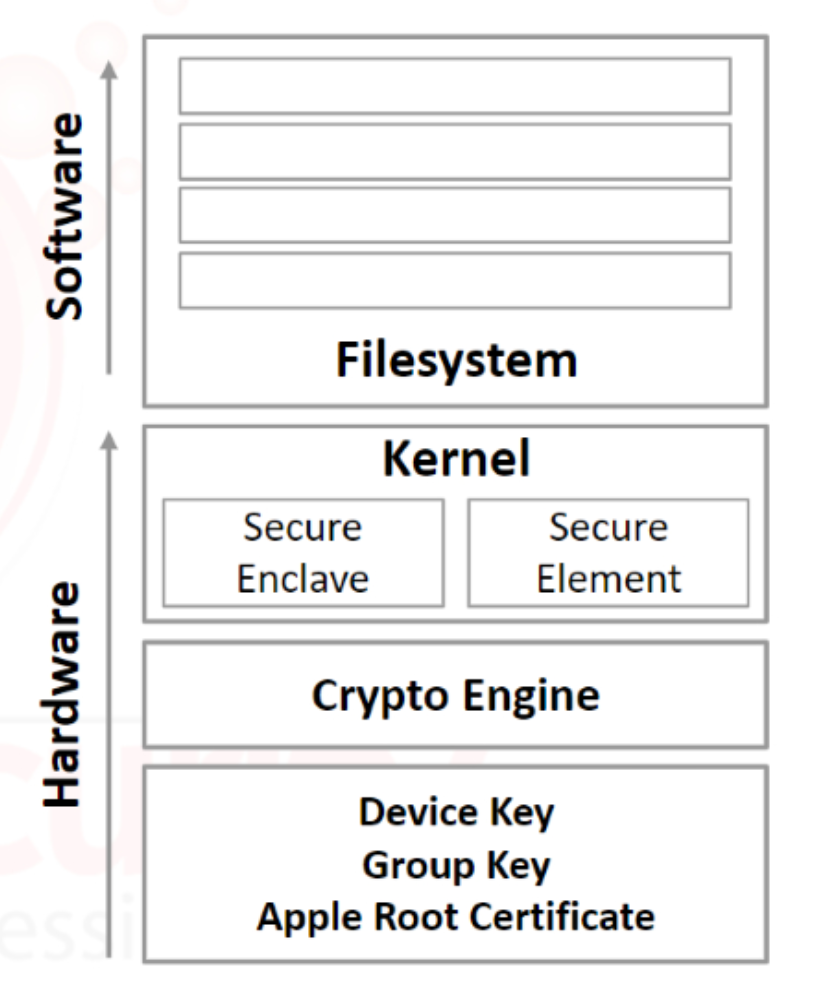 Software
Filesystem
Kernel
Secure
Enclave
Secure
Element
Hardware
Crypto Engine
Device Key
Group Key
Apple Root Certificate